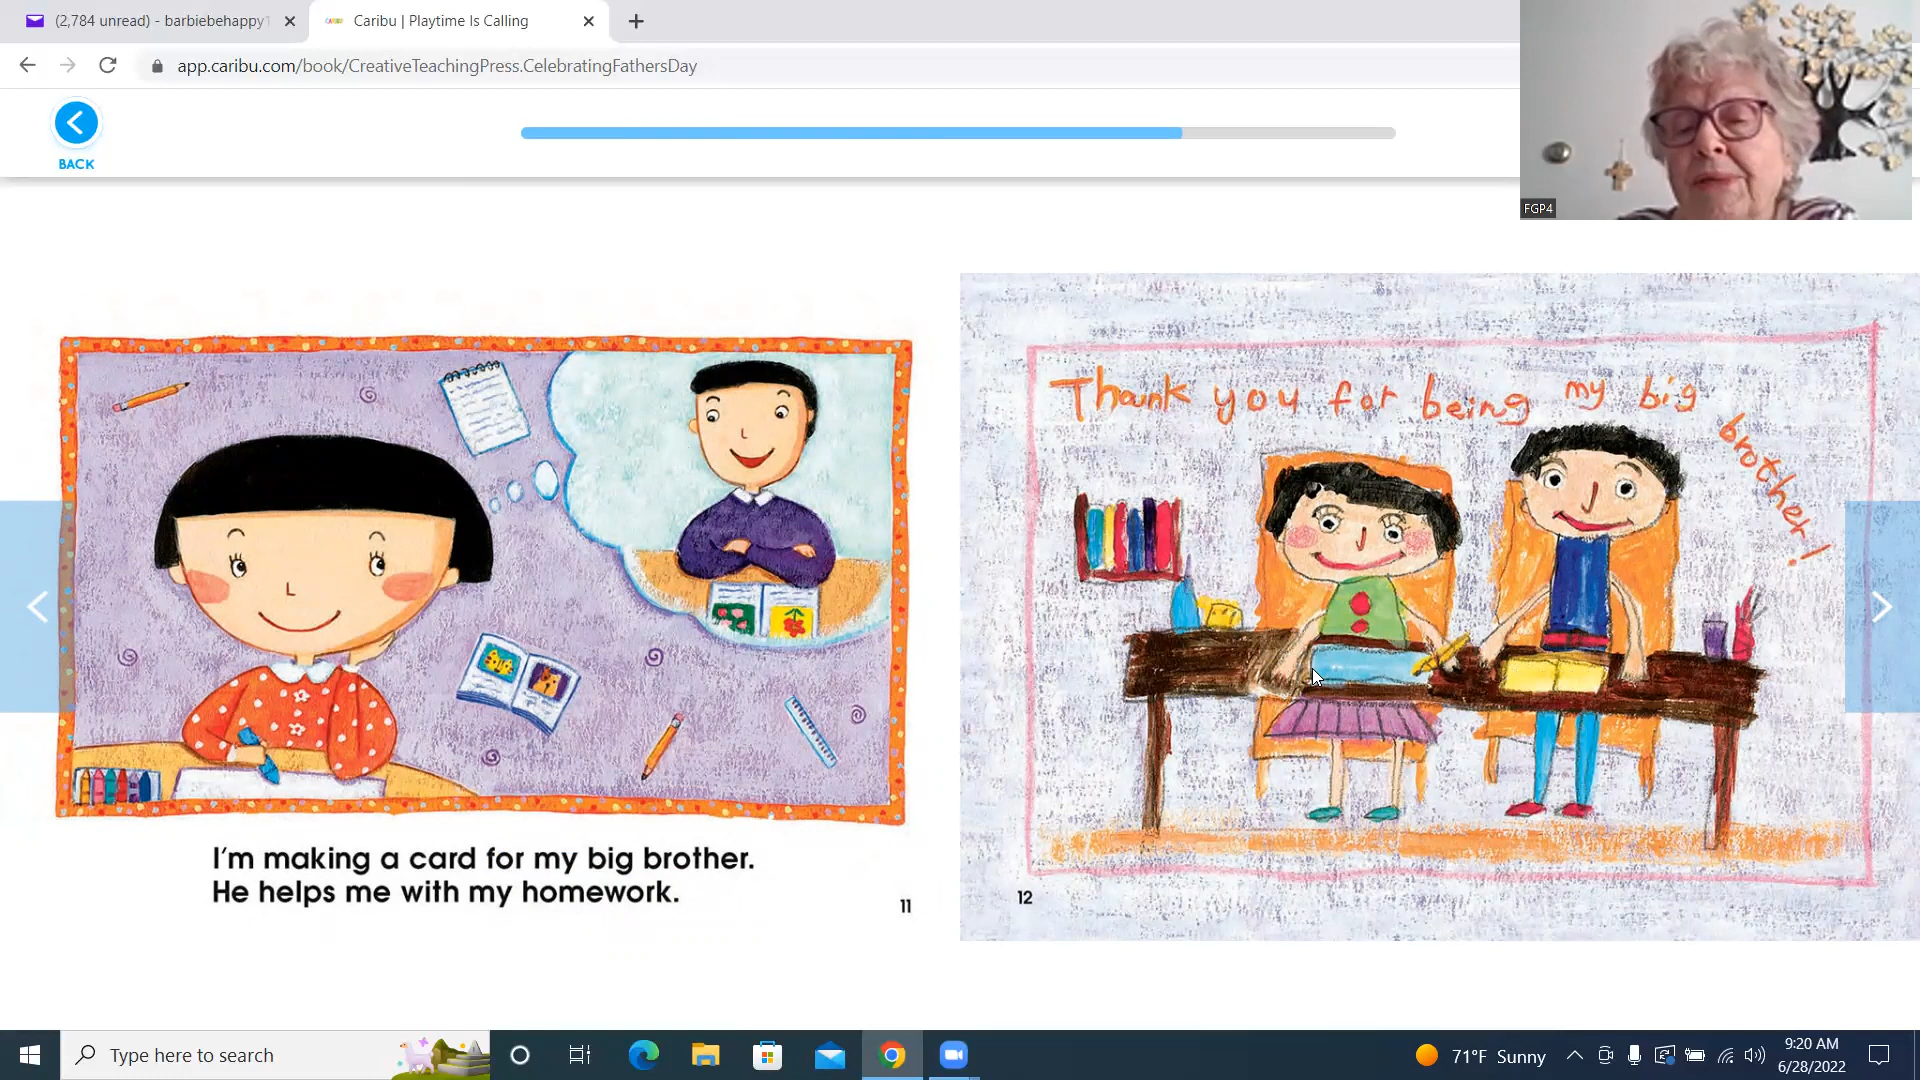 (2,784 unread) - barbiebehappy1
Caribu | Playtime Is Calling
app.caribu.com/book/CreativeTeachingPress.CelebratingFathersDay
BACK
FGP4
Thank you for being my big
brother!
I'm making a card for my big brother.
He helps me with my homework.
11
12
Type here to search
71°F Sunny
9:20 AM
6/28/2022